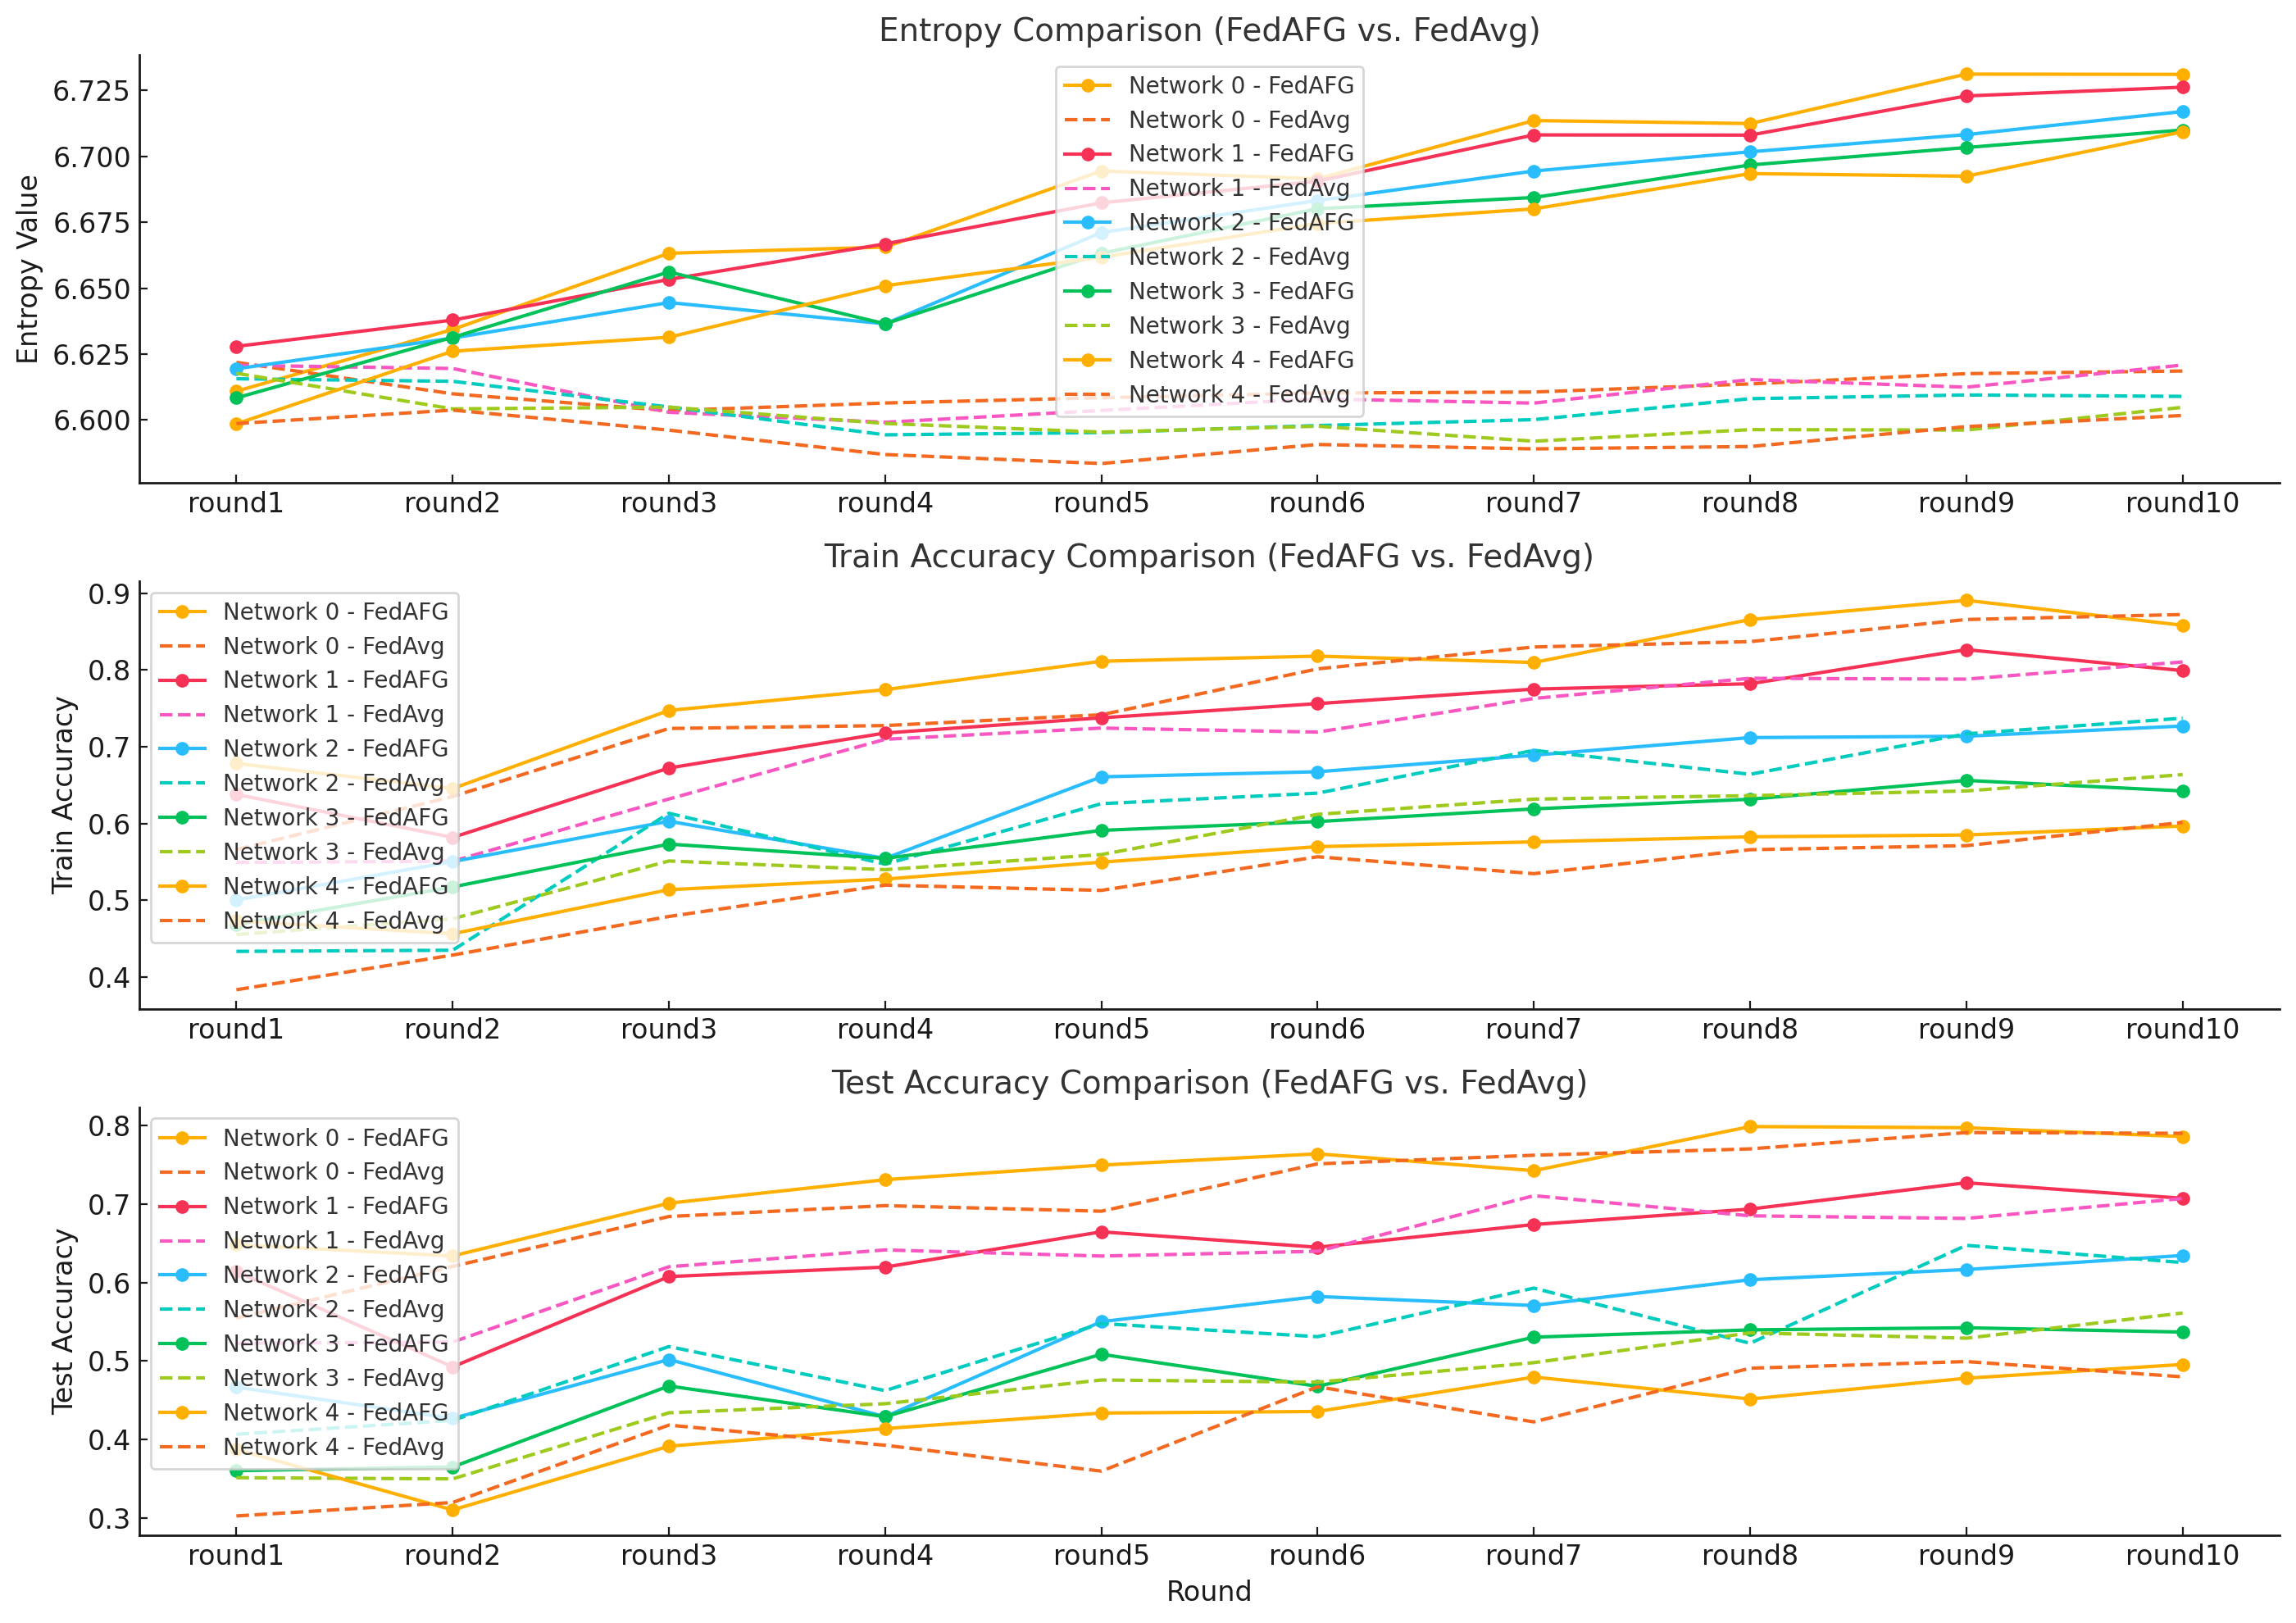 Entropy Comparison (FedAFG vs. FedAvg)
Entropy Value
6.725
6.700
6.675
6.650
6.625
6.600
Network 0 - FedAFG
Network 0 - FedAvg
Network 1 - FedAFG
Network 1 - FedAvg
Network 2 - FedAFG
Network 2 - FedAvg
Network 3 - FedAFG
Network 3 - FedAvg
Network 4 - FedAFG
Network 4 - FedAvg
round1 round2 round3 round4 round5 round6 round7 round8 round9 round10
Train Accuracy Comparison (FedAFG vs. FedAvg)
Train Accuracy
0.9
0.8
0.7
0.6
0.5
0.4
Network 0 - FedAFG
Network 0 - FedAvg
Network 1 - FedAFG
Network 1 - FedAvg
Network 2 - FedAFG
Network 2 - FedAvg
Network 3 - FedAFG
Network 3 - FedAvg
Network 4 - FedAFG
Network 4 - FedAvg
round1 round2 round3 round4 round5 round6 round7 round8 round9 round10
Test Accuracy Comparison (FedAFG vs. FedAvg)
Test Accuracy
0.8
0.7
0.6
0.5
0.4
0.3
Network 0 - FedAFG
Network 0 - FedAvg
Network 1 - FedAFG
Network 1 - FedAvg
Network 2 - FedAFG
Network 2 - FedAvg
Network 3 - FedAFG
Network 3 - FedAvg
Network 4 - FedAFG
Network 4 - FedAvg
round1 round2 round3 round4 round5 round6 round7 round8 round9 round10
Round